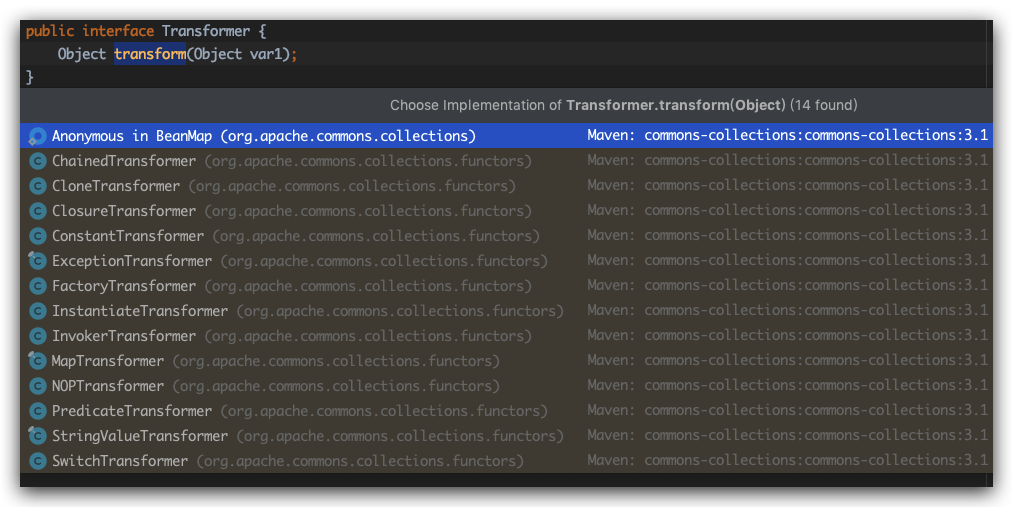 public interface Transformer {
Object transform(Object var1);
}
Choose Implementation of Transformer.transform(Object) (14 found)
Anonymous in BeanMap (org.apache.commons.collections) Maven: commons-collections:commons-collections:3.1
ChainedTransformer (org.apache.commons.collections.functors) Maven: commons-collections:commons-collections:3.1
CloneTransformer (org.apache.commons.collections.functors) Maven: commons-collections:commons-collections:3.1
ClosureTransformer (org.apache.commons.collections.functors) Maven: commons-collections:commons-collections:3.1
ConstantTransformer (org.apache.commons.collections.functors) Maven: commons-collections:commons-collections:3.1
ExceptionTransformer (org.apache.commons.collections.functors) Maven: commons-collections:commons-collections:3.1
FactoryTransformer (org.apache.commons.collections.functors) Maven: commons-collections:commons-collections:3.1
InstantiateTransformer (org.apache.commons.collections.functors) Maven: commons-collections:commons-collections:3.1
InvokerTransformer (org.apache.commons.collections.functors) Maven: commons-collections:commons-collections:3.1
MapTransformer (org.apache.commons.collections.functors) Maven: commons-collections:commons-collections:3.1
NOPTransformer (org.apache.commons.collections.functors) Maven: commons-collections:commons-collections:3.1
PredicateTransformer (org.apache.commons.collections.functors) Maven: commons-collections:commons-collections:3.1
StringValueTransformer (org.apache.commons.collections.functors) Maven: commons-collections:commons-collections:3.1
SwitchTransformer (org.apache.commons.collections.functors) Maven: commons-collections:commons-collections:3.1